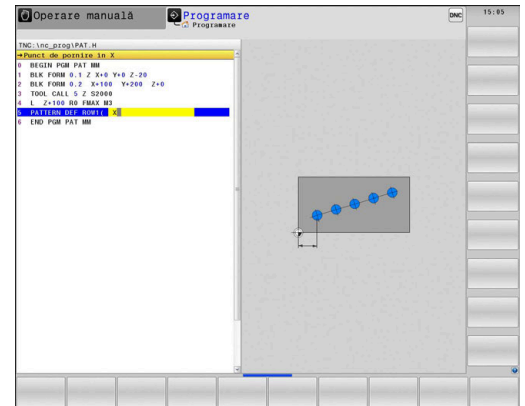 Operare manuală
Programare
Programare
DNC
15:05
TNC:\nc_prog\PAT.H
→Punct de pornire în X
0 BEGIN PGM PAT MM
1 BLK FORM 0.1 Z X+0 Y+0 Z-20
2 BLK FORM 0.2 X+100 Y+200 Z+0
3 TOOL CALL 5 Z S2000
4 L Z+100 R0 FMAX M3
5 PATTERN DEF ROW1( X
6 END PGM PAT MM